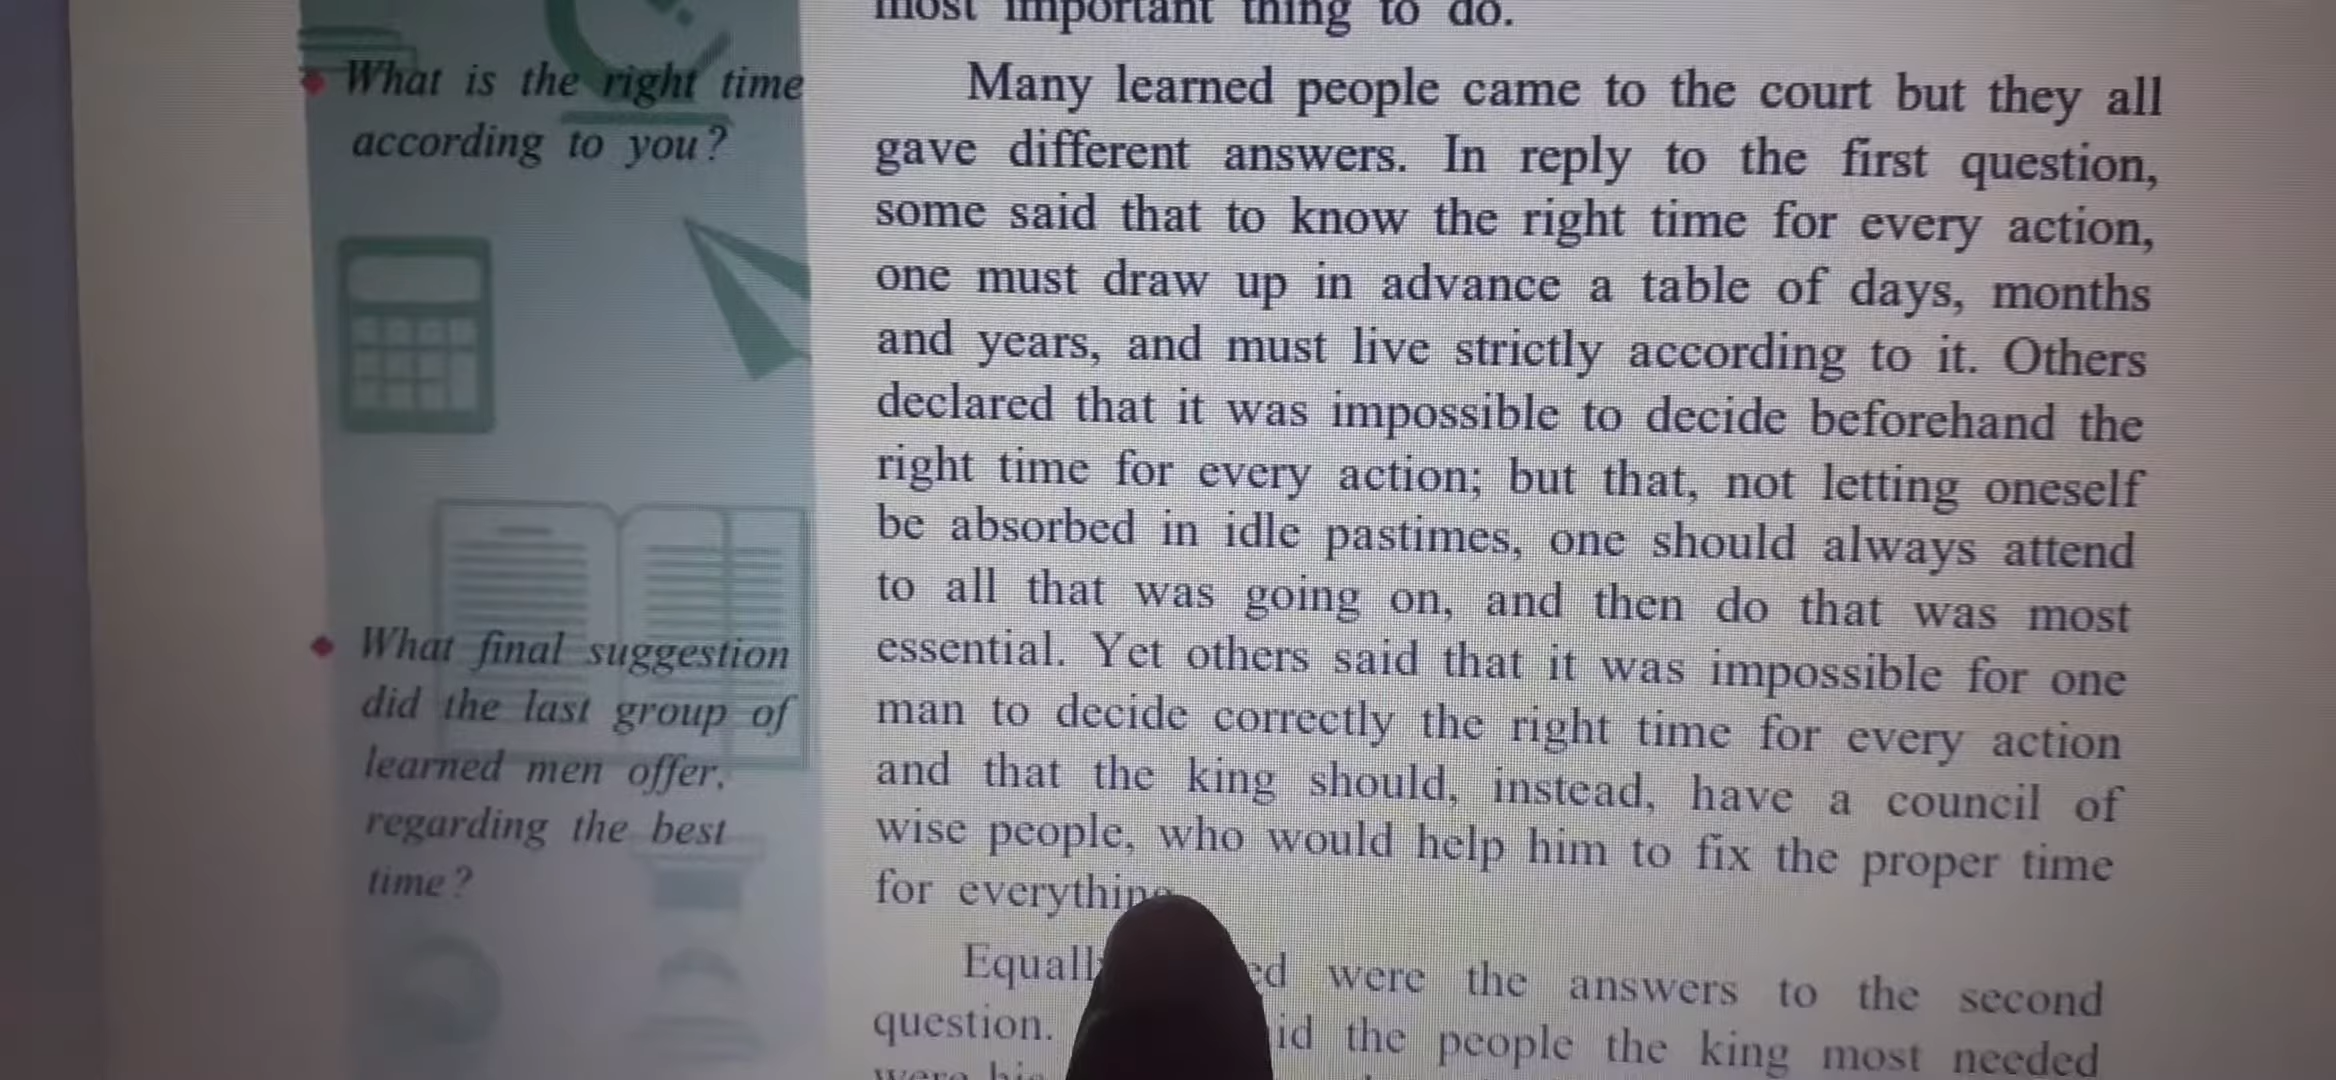 most important thing to do.
What is the right time
according to you?
Many learned people came to the court but they all
gave different answers. In reply to the first question,
some said that to know the right time for every action,
one must draw up in advance a table of days, months
and years, and must live strictly according to it. Others
declared that it was impossible to decide beforehand the
right time for every action; but that, not letting oneself
be absorbed in idle pastimes, one should always attend
to all that was going on, and then do that was most
essential. Yet others said that it was impossible for one
man to decide correctly the right time for every action
and that the king should, instead, have a council of
wise people, who would help him to fix the proper time
for everything
What final suggestion
did the last group of
learned men offer,
regarding the best
time?
were the answers to the second
question. the people the king most needed